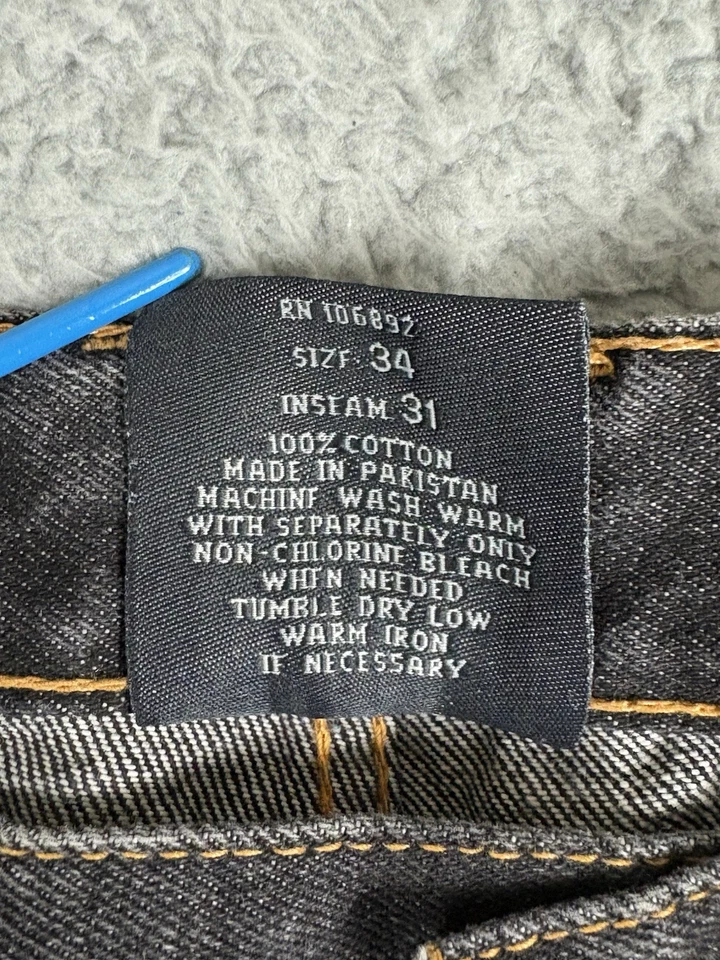 RN 106892
SIZE: 34
INSEAM 31
100% COTTON
MADE IN PAKISTAN
MACHINE WASH WARM
WITH SEPARATELY ONLY
NON-CHLORINE BLEACH
WHEN NEEDED
TUMBLE DRY LOW
WARM IRON
IF NECESSARY